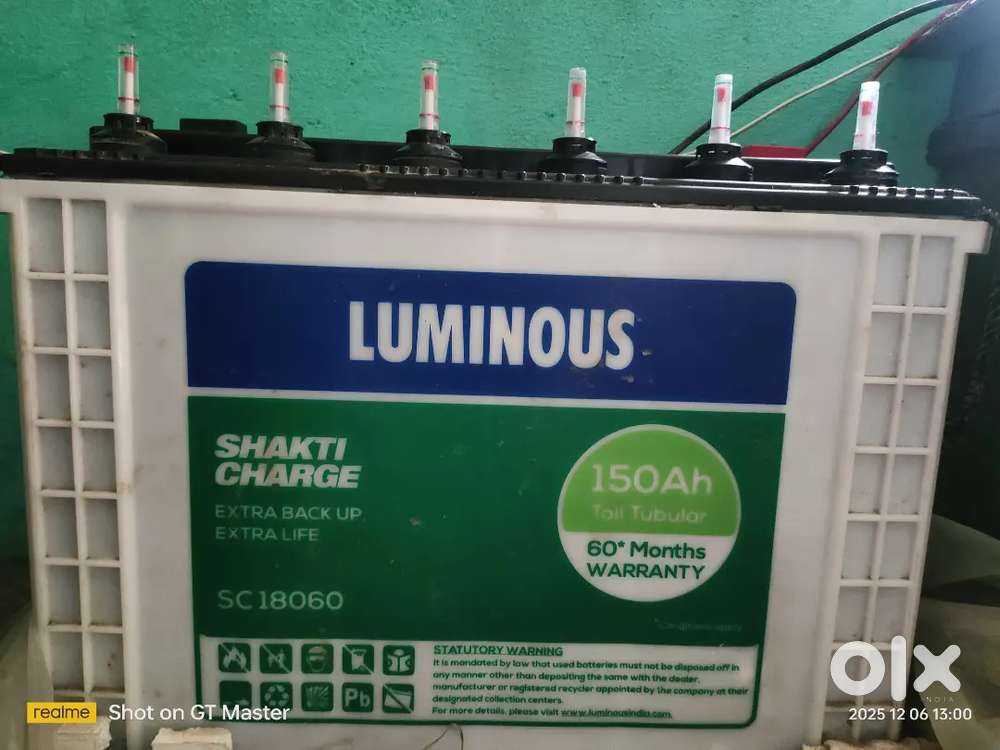 LUMINOUS
SHAKTI
CHARGE
EXTRA BACK UP
EXTRA LIFE
SC 18060
150Ah
Tall Tubular
60* Months
WARRANTY
*Conditions apply
STATUTORY WARNING
It is mandated by law that used batteries must not be disposed off in
any manner other than depositing the same with the dealer,
manufacturer or registered recycler appointed by the company at their
designated collection centers.
For more details, please visit www.luminousindia.com
Pb
olx
INDIA
realme Shot on GT Master
2025 12 06 13:00